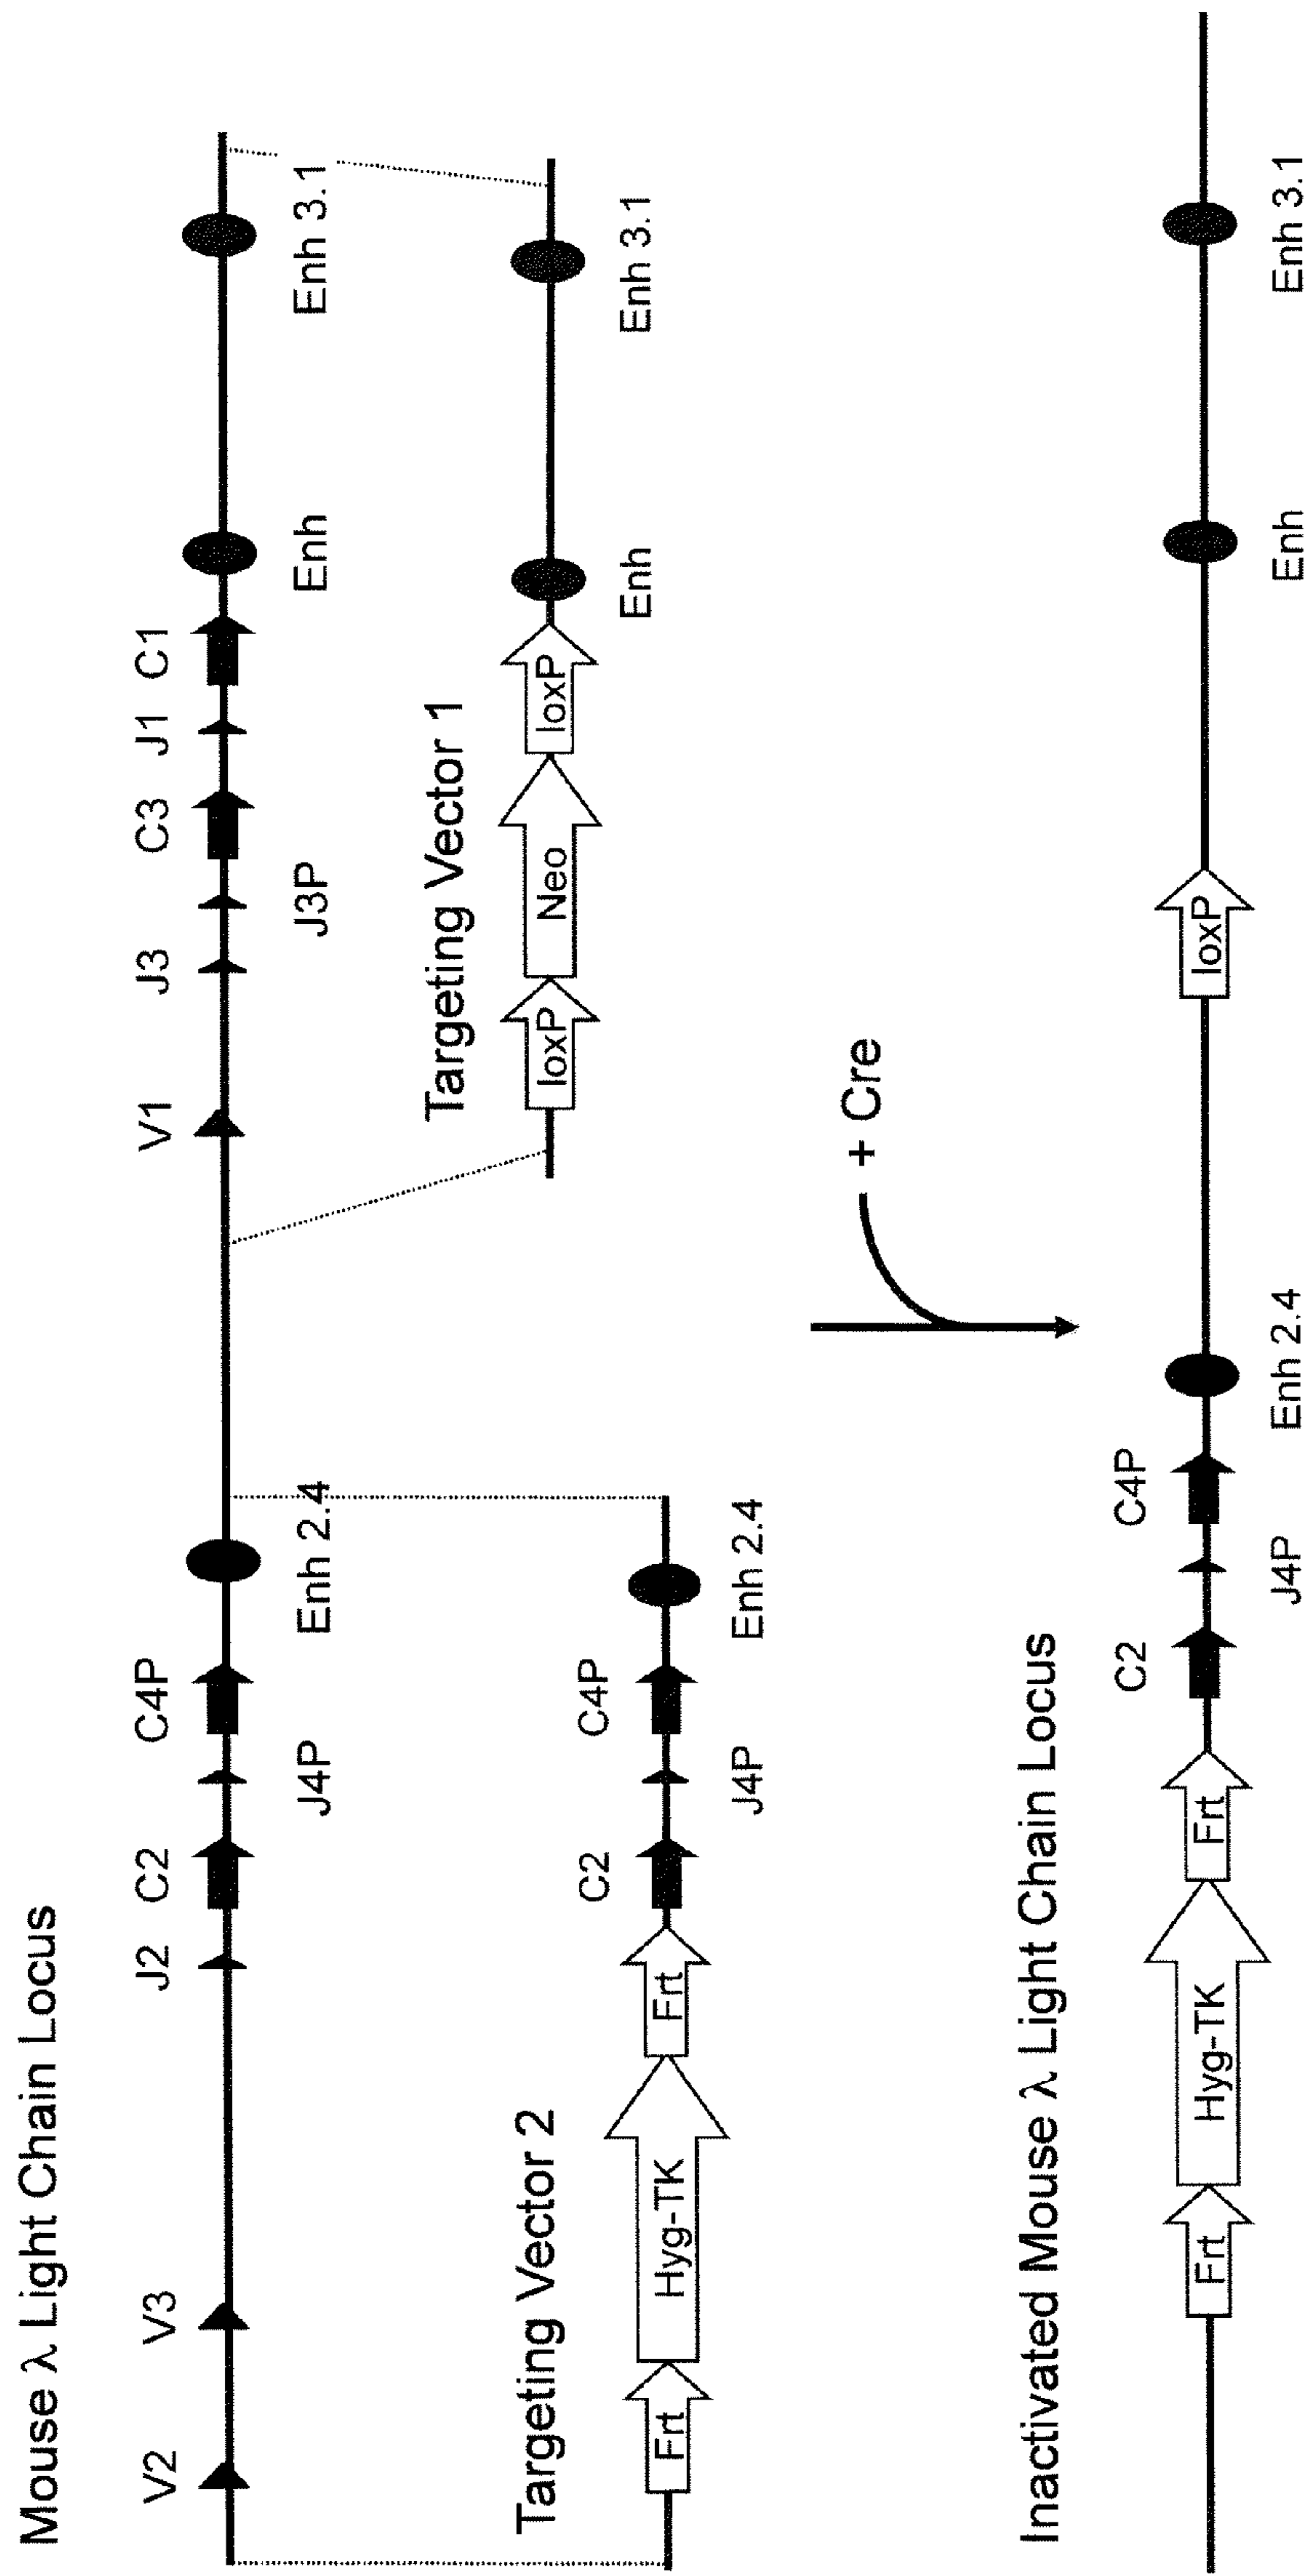 Mouse λ Light Chain Locus
V2 V3 J2 C2 C4P V1 J3 C3 J1 C1
J4P Enh 2.4 J3P Enh Enh 3.1
Targeting Vector 1
loxP Neo loxP
Enh Enh 3.1
Targeting Vector 2
C2 C4P
Frt Hyg-TK Frt
J4P Enh 2.4
+ Cre
Inactivated Mouse λ Light Chain Locus
C2 C4P
Frt Hyg-TK Frt loxP
J4P Enh 2.4 Enh Enh 3.1